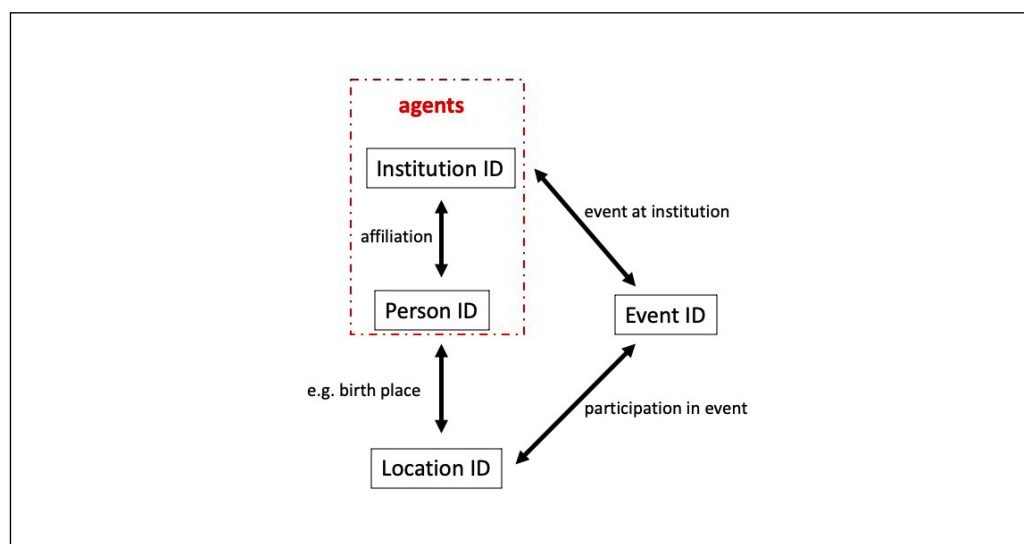 agents
Institution ID
event at institution
affiliation
Person ID
Event ID
e.g. birth place
participation in event
Location ID